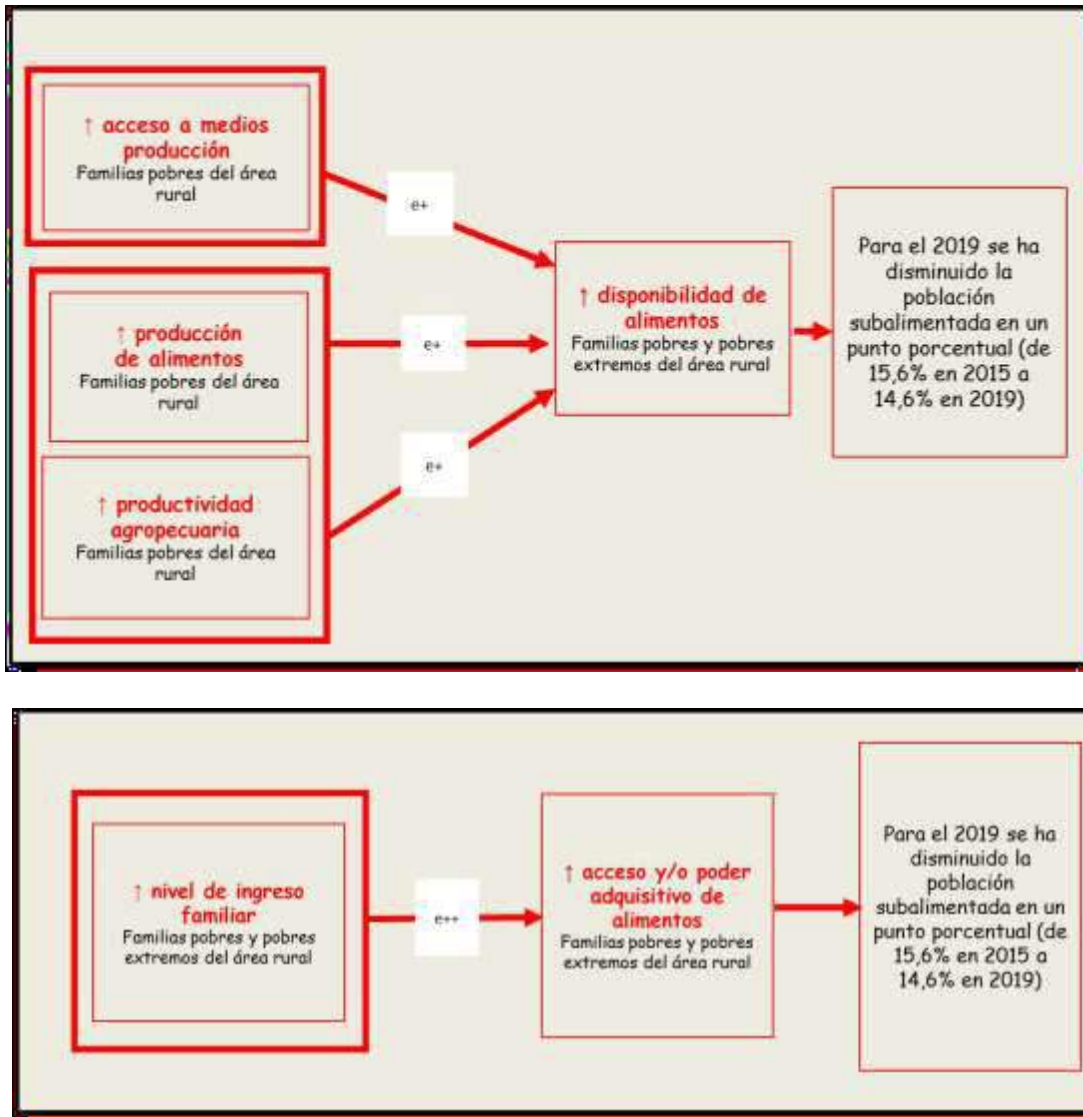 ↑ acceso a medios
producción
Familias pobres del área
rural
e+
↑ producción
de alimentos
Familias pobres del área
rural
e+
↑ productividad
agropecuaria
Familias pobres del área
rural
e+
↑ disponibilidad de
alimentos
Familias pobres y pobres
extremos del área rural
Para el 2019 se ha
disminuido la
población
subalimentada en un
punto porcentual (de
15,6% en 2015 a
14,6% en 2019)
↑ nivel de ingreso
familiar
Familias pobres y pobres
extremos del área rural
e++
↑ acceso y/o poder
adquisitivo de
alimentos
Familias pobres y pobres
extremos del área rural
Para el 2019 se ha
disminuido la
población
subalimentada en un
punto porcentual (de
15,6% en 2015 a
14,6% en 2019)